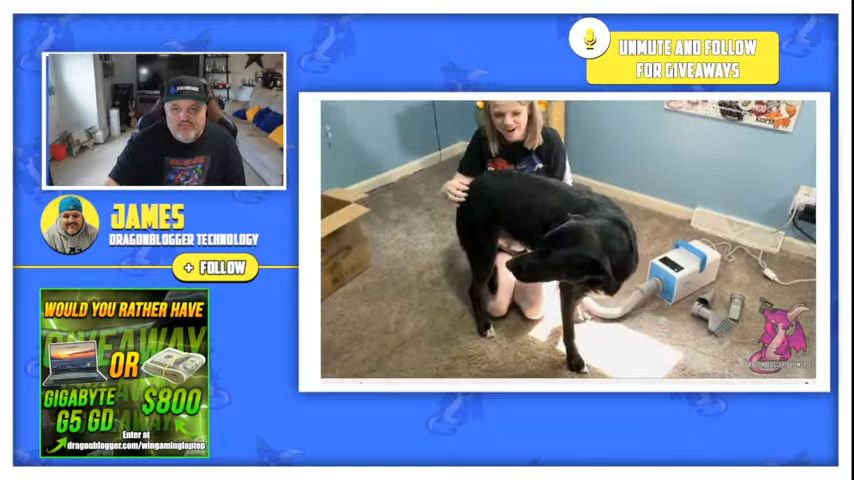 UNMUTE AND FOLLOW
FOR GIVEAWAYS
JAMES
DRAGONBLOGGER TECHNOLOGY
+ FOLLOW
WOULD YOU RATHER HAVE
OR
GIGABYTE
G5 GD
$800
Enter at
dragonblogger.com/wingaminglaptop